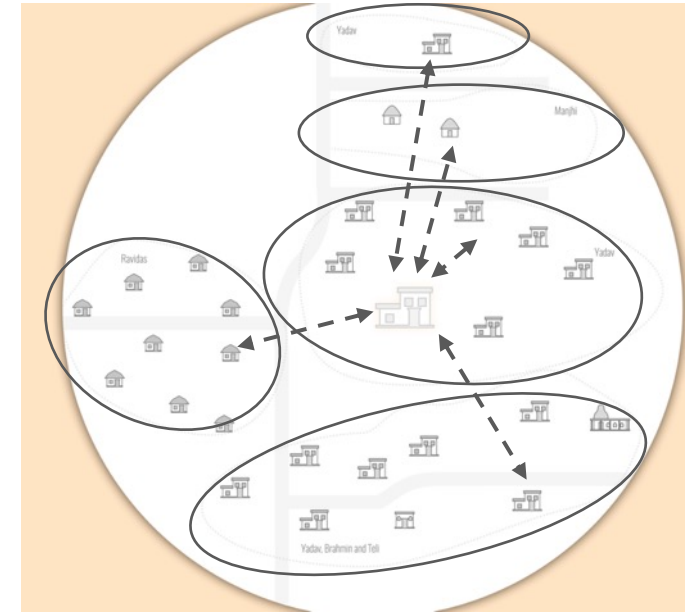 Yadav
Manjhi
Yadav
Ravidas
Yadav, Brahmin and Teli